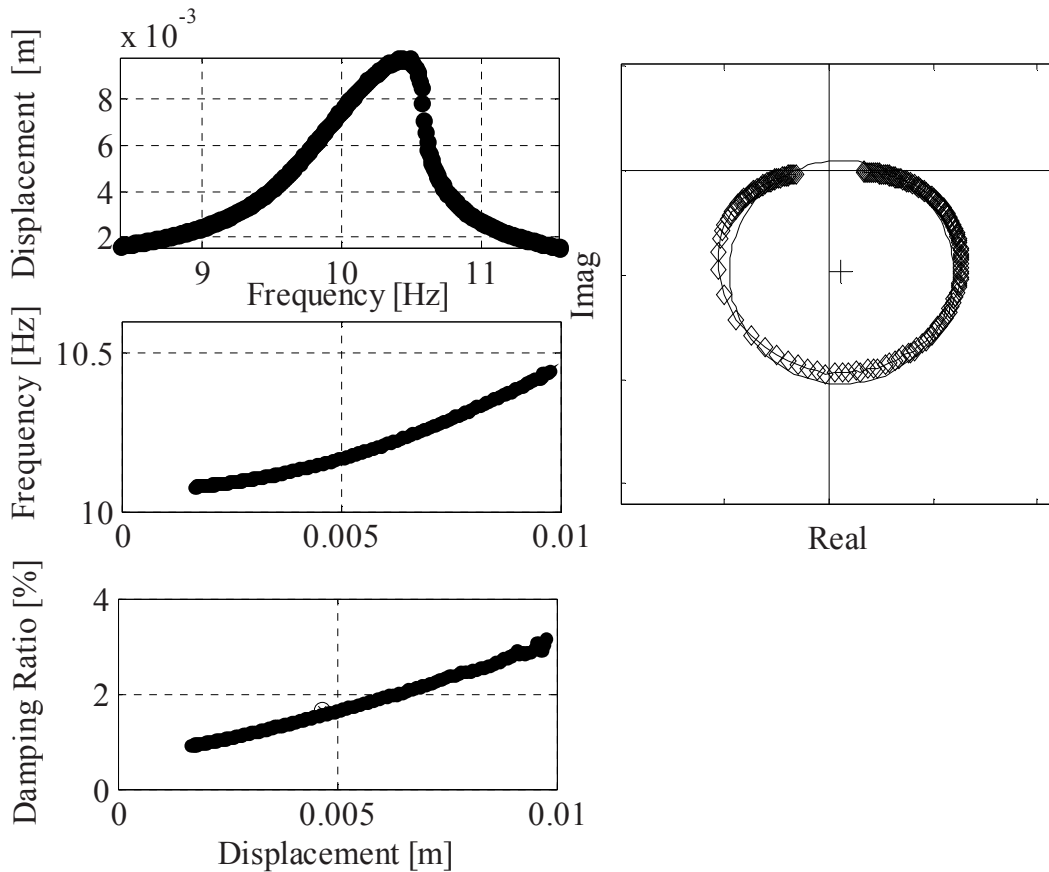 x 10⁻³
Displacement [m]
8
6
4
2
9 10 11
Frequency [Hz]
Frequency [Hz]
10.5
10
0 0.005 0.01
Damping Ratio [%]
4
2
0
0 0.005 0.01
Displacement [m]
Imag
Real